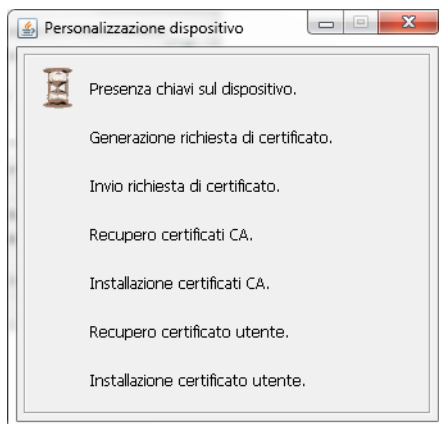 Personalizzazione dispositivo
Presenza chiavi sul dispositivo.
Generazione richiesta di certificato.
Invio richiesta di certificato.
Recupero certificati CA.
Installazione certificati CA.
Recupero certificato utente.
Installazione certificato utente.